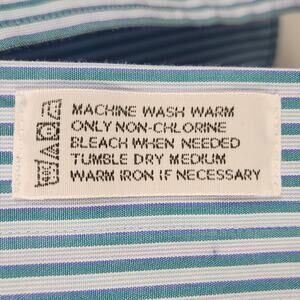 MACHINE WASH WARM
ONLY NON-CHLORINE
BLEACH WHEN NEEDED
TUMBLE DRY MEDIUM
WARM IRON IF NECESSARY